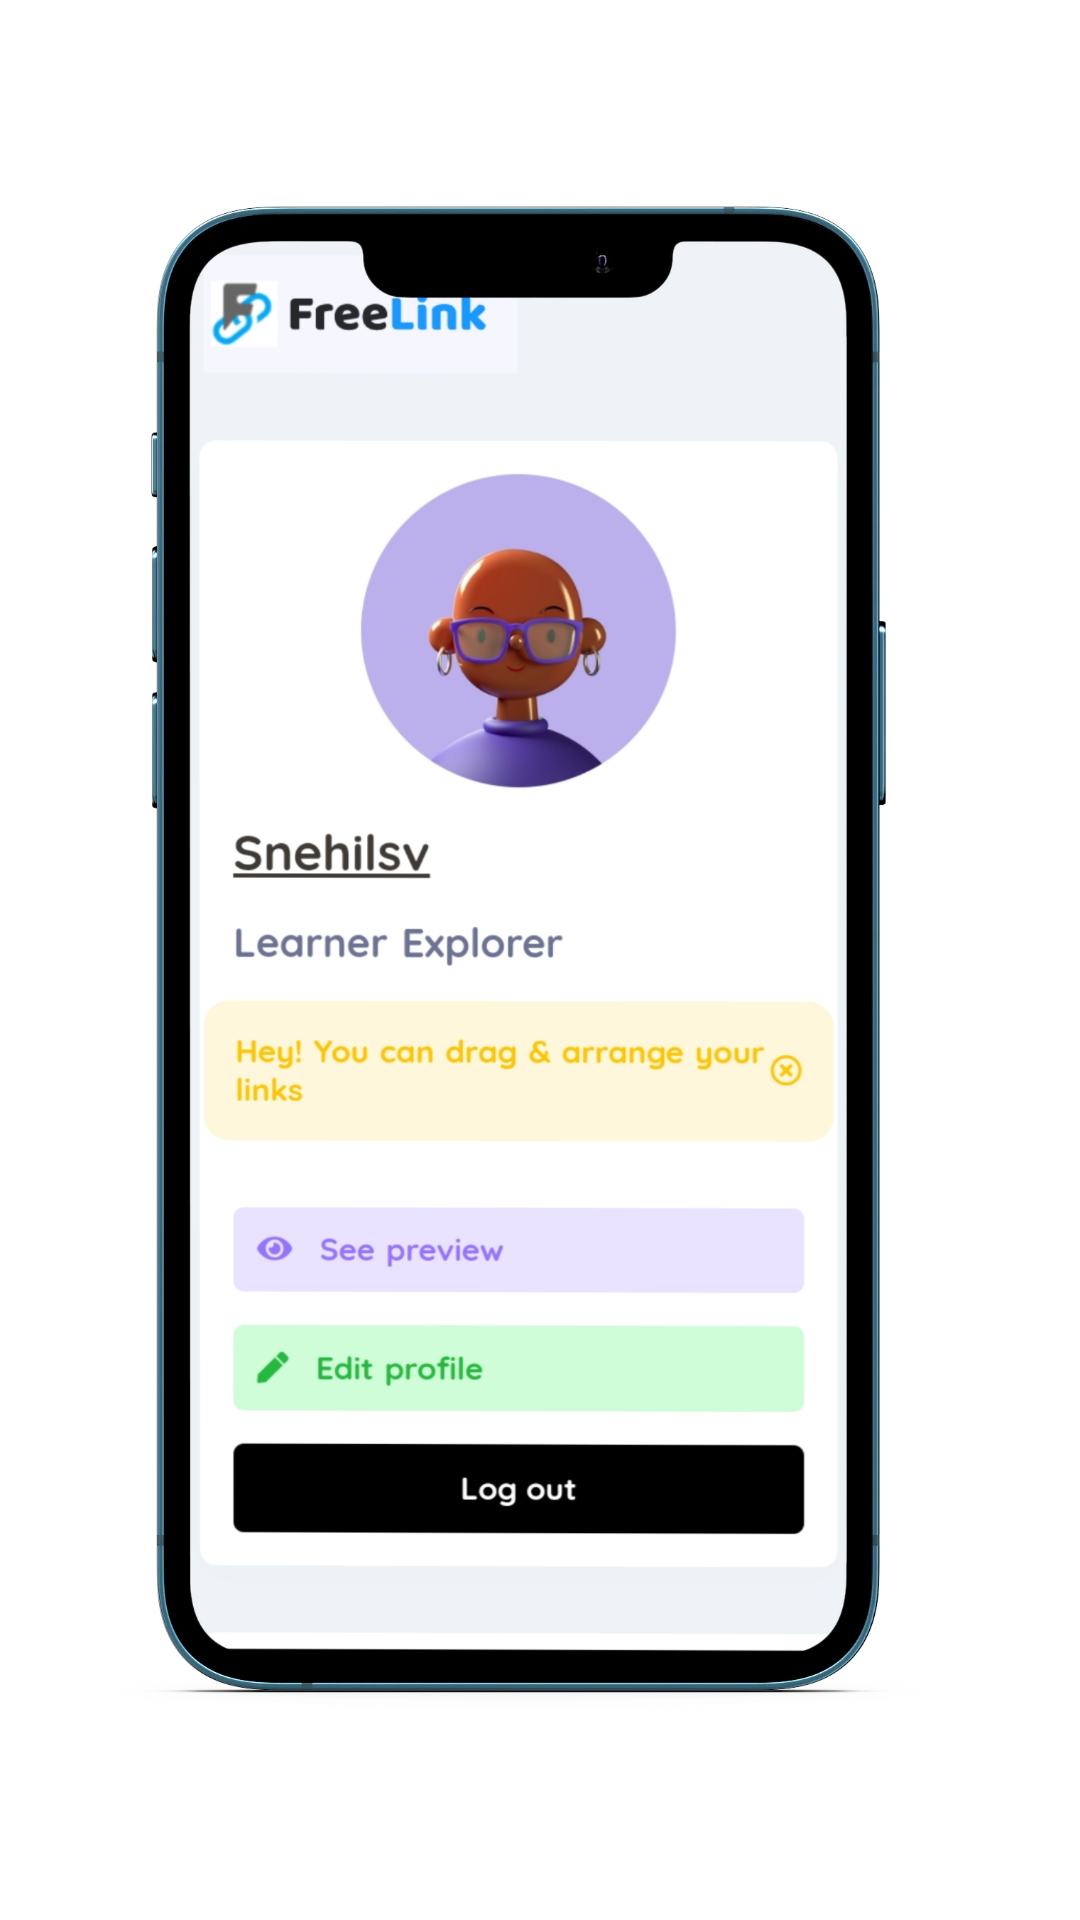 FreeLink
Snehilsv
Learner Explorer
Hey! You can drag & arrange your
links
See preview
Edit profile
Log out